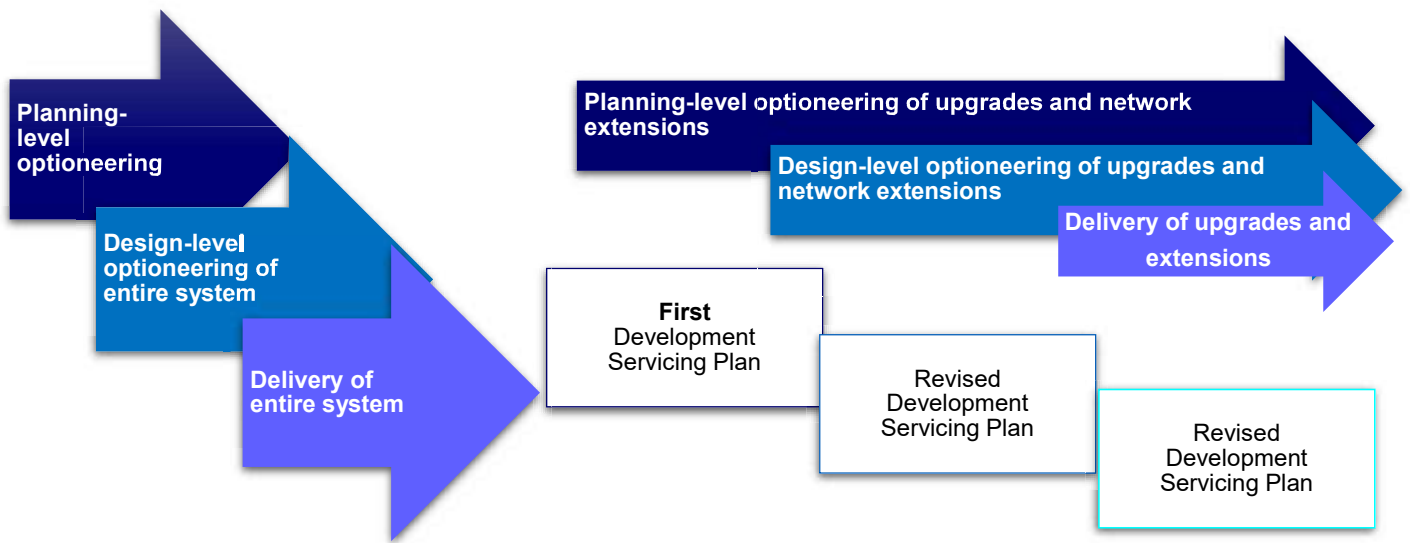 Planning-
level
optioneering
Design-level
optioneering of
entire system
Delivery of
entire system
Planning-level optioneering of upgrades and network
extensions
Design-level optioneering of upgrades and
network extensions
Delivery of upgrades and
extensions
First
Development
Servicing Plan
Revised
Development
Servicing Plan
Revised
Development
Servicing Plan